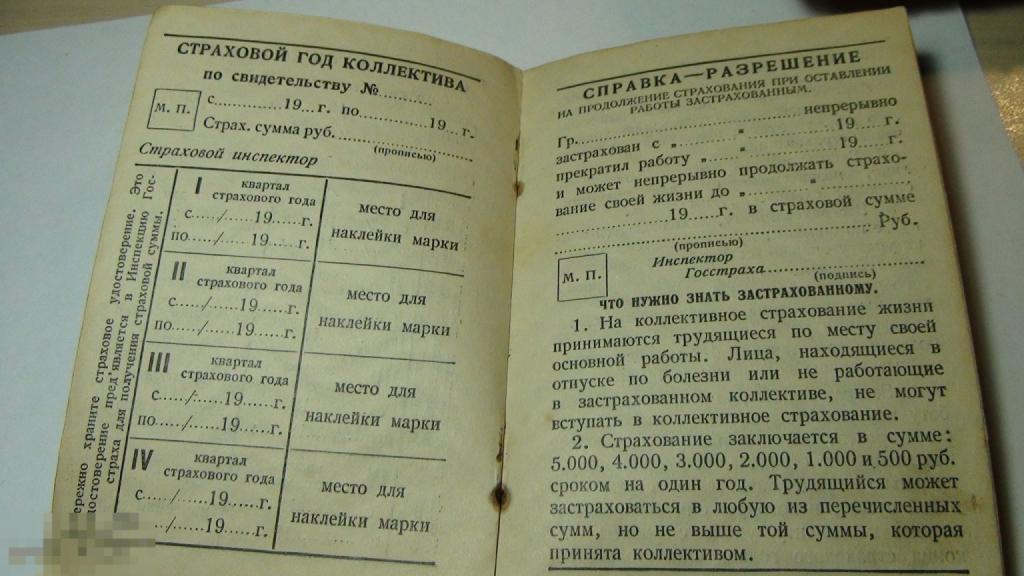 СТРАХОВОЙ ГОД КОЛЛЕКТИВА
по свидетельству №..........
М. П.
с............19...г. по............19...г.
Страх. сумма руб.....................
(прописью)
Страховой инспектор
I квартал
страхового года
с....../......19......г.
по....../......19......г.
место для
наклейки марки
II квартал
страхового года
с....../......19......г.
по....../......19......г.
место для
наклейки марки
III квартал
страхового года
с....../......19......г.
по....../......19......г.
место для
наклейки марки
IV квартал
страхового года
с....../......19......г.
....../......19......г.
место для
наклейки марки
ережно храните страховое удостоверение. Это
достоверение пред'является в Инспекцию Гос-
страха для получения страховой суммы.
СПРАВКА—РАЗРЕШЕНИЕ
НА ПРОДОЛЖЕНИЕ СТРАХОВАНИЯ ПРИ ОСТАВЛЕНИИ
РАБОТЫ ЗАСТРАХОВАННЫМ.
Гр...............................непрерывно
застрахован с „......“............19....г.
прекратил работу „......“............19....г.
и может непрерывно продолжать страхо-
вание своей жизни до „......“............
............19.....г. в страховой сумме
........................................Руб.
(прописью)
М. П.
Инспектор
Госстраха........................
(подпись)
ЧТО НУЖНО ЗНАТЬ ЗАСТРАХОВАННОМУ.
1. На коллективное страхование жизни
принимаются трудящиеся по месту своей
основной работы. Лица, находящиеся в
отпуске по болезни или не работающие
в застрахованном коллективе, не могут
вступать в коллективное страхование.
2. Страхование заключается в сумме:
5.000, 4.000, 3.000, 2.000, 1.000 и 500 руб.
сроком на один год. Трудящийся может
застраховаться в любую из перечисленных
сумм, но не выше той суммы, которая
принята коллективом.